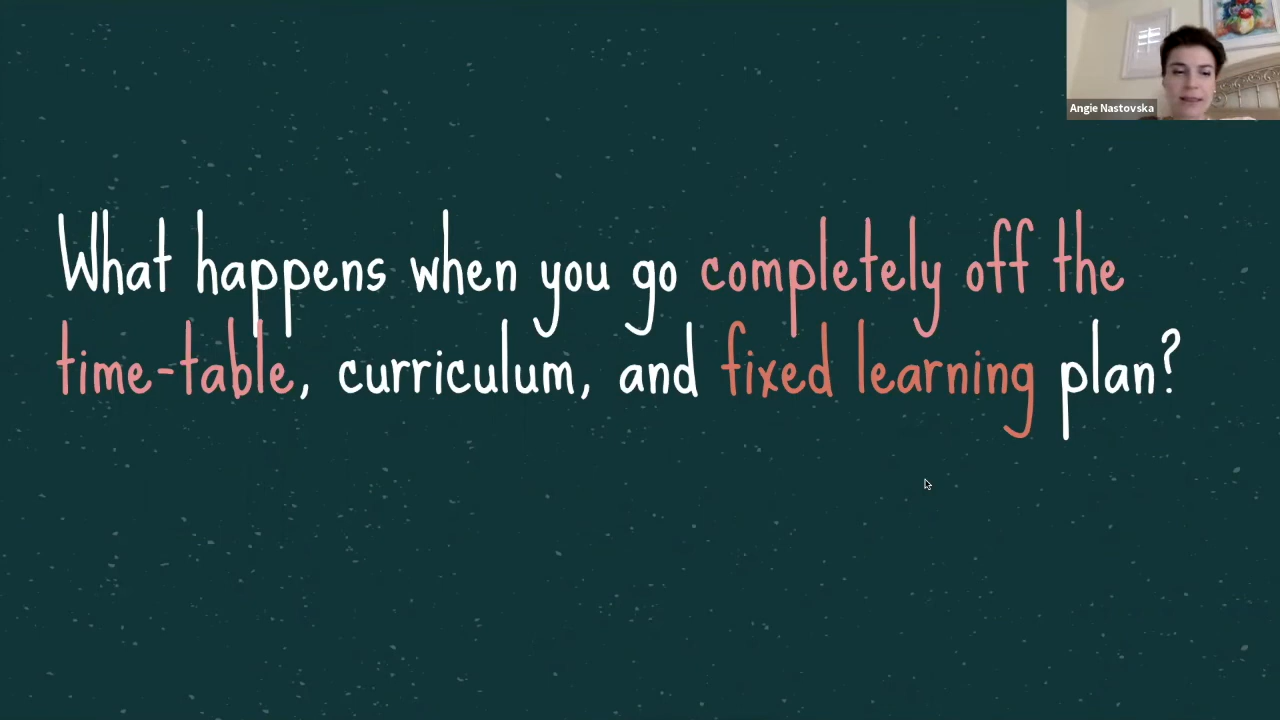 Angie Nastovska
What happens when you go completely off the
time-table, curriculum, and fixed learning plan?